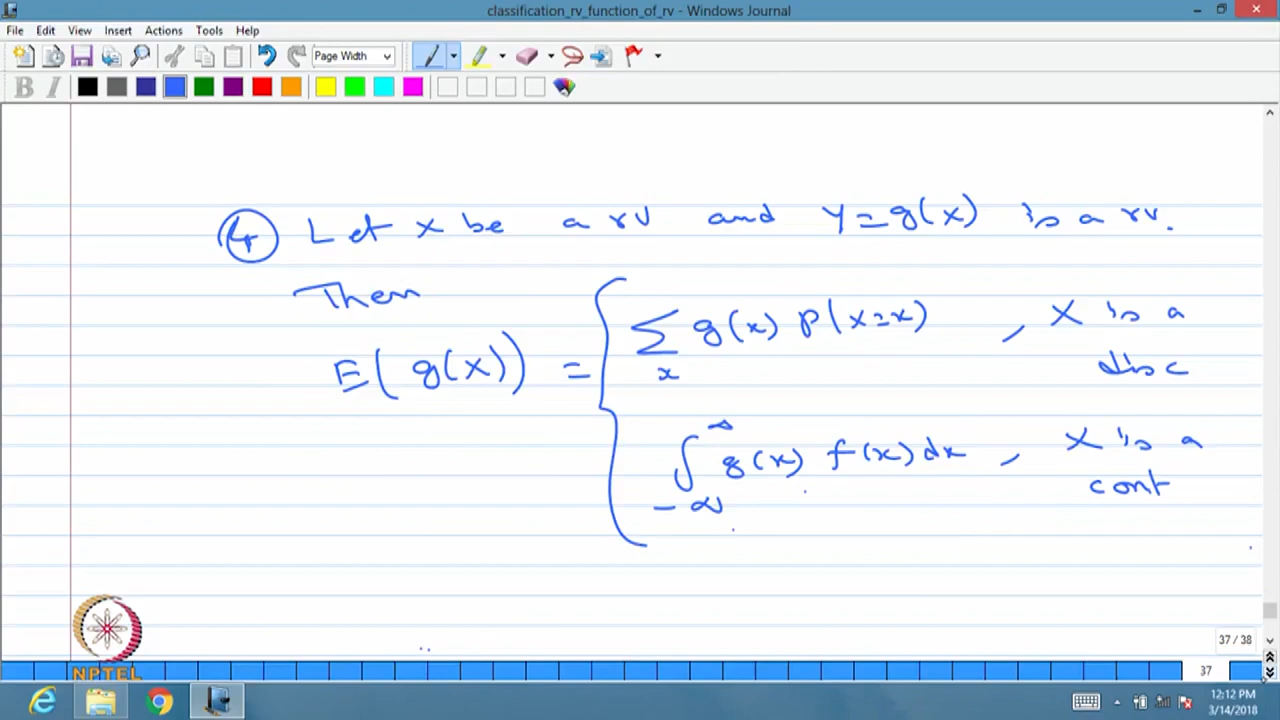 classification_rv_function_of_rv - Windows Journal
File Edit View Insert Actions Tools Help
Page Width
B I
④ Let X be a rv and Y=g(X) is a rv.
Then
E(g(X)) = { ∑ₓ g(x) P(X=x) , X is a disc
∫_{-∞}^{∞} g(x) f(x) dx , X is a cont
37 / 38
NPTEL
37
12:12 PM
3/14/2018